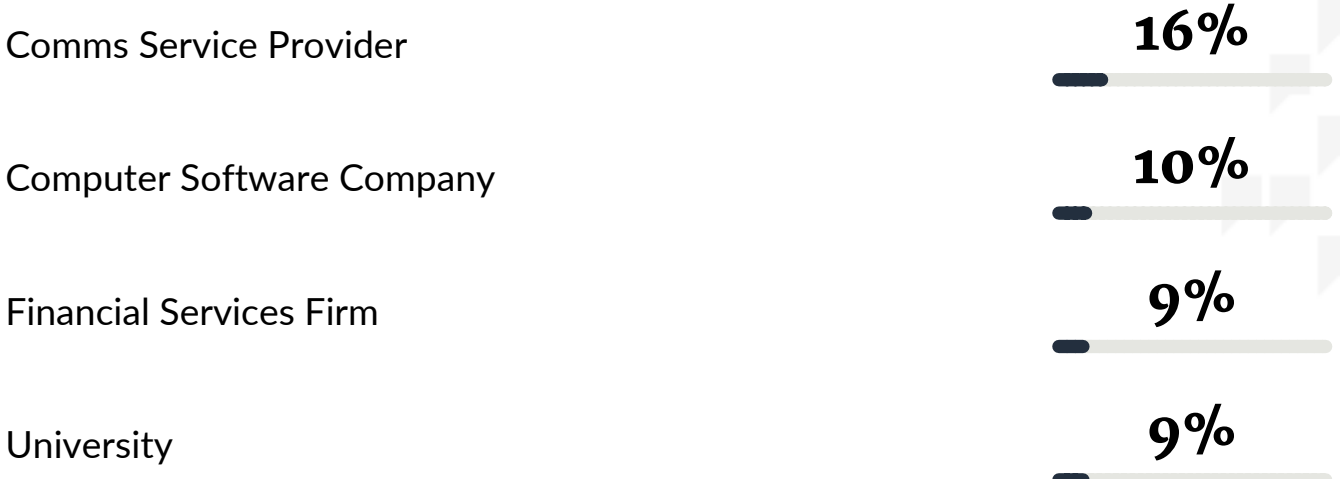 Comms Service Provider 16%
Computer Software Company 10%
Financial Services Firm 9%
University 9%